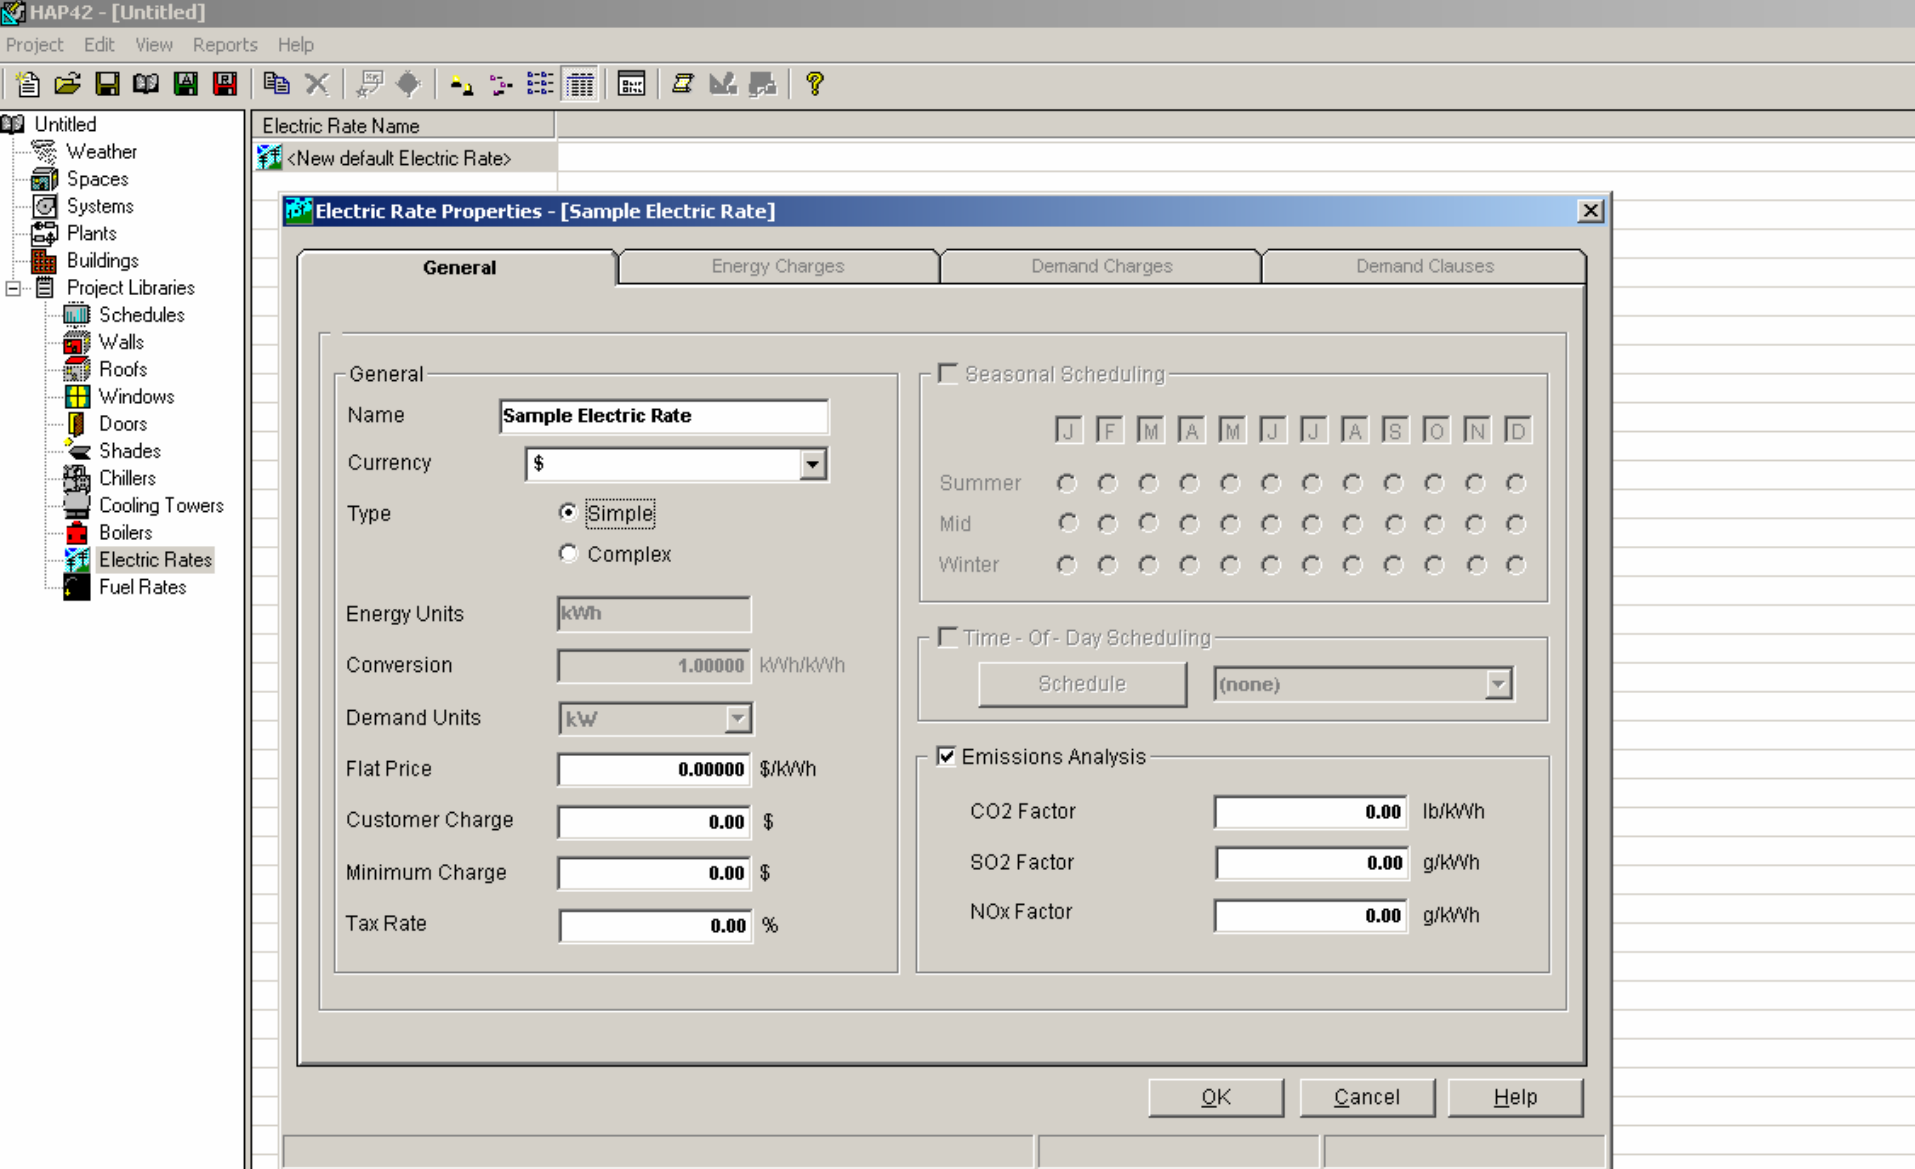 HAP42 - [Untitled]
Project Edit View Reports Help
Untitled
Weather
Spaces
Systems
Plants
Buildings
Project Libraries
Schedules
Walls
Roofs
Windows
Doors
Shades
Chillers
Cooling Towers
Boilers
Electric Rates
Fuel Rates
Electric Rate Name
<New default Electric Rate>
Electric Rate Properties - [Sample Electric Rate]
General Energy Charges Demand Charges Demand Clauses
General
Name Sample Electric Rate
Currency $
Type Simple
Complex
Energy Units kWh
Conversion 1.00000 kWh/kWh
Demand Units kW
Flat Price 0.00000 $/kWh
Customer Charge 0.00 $
Minimum Charge 0.00 $
Tax Rate 0.00 %
Seasonal Scheduling
J F M A M J J A S O N D
Summer
Mid
Winter
Time - Of - Day Scheduling
Schedule (none)
Emissions Analysis
CO2 Factor 0.00 lb/kWh
SO2 Factor 0.00 g/kWh
NOx Factor 0.00 g/kWh
OK Cancel Help